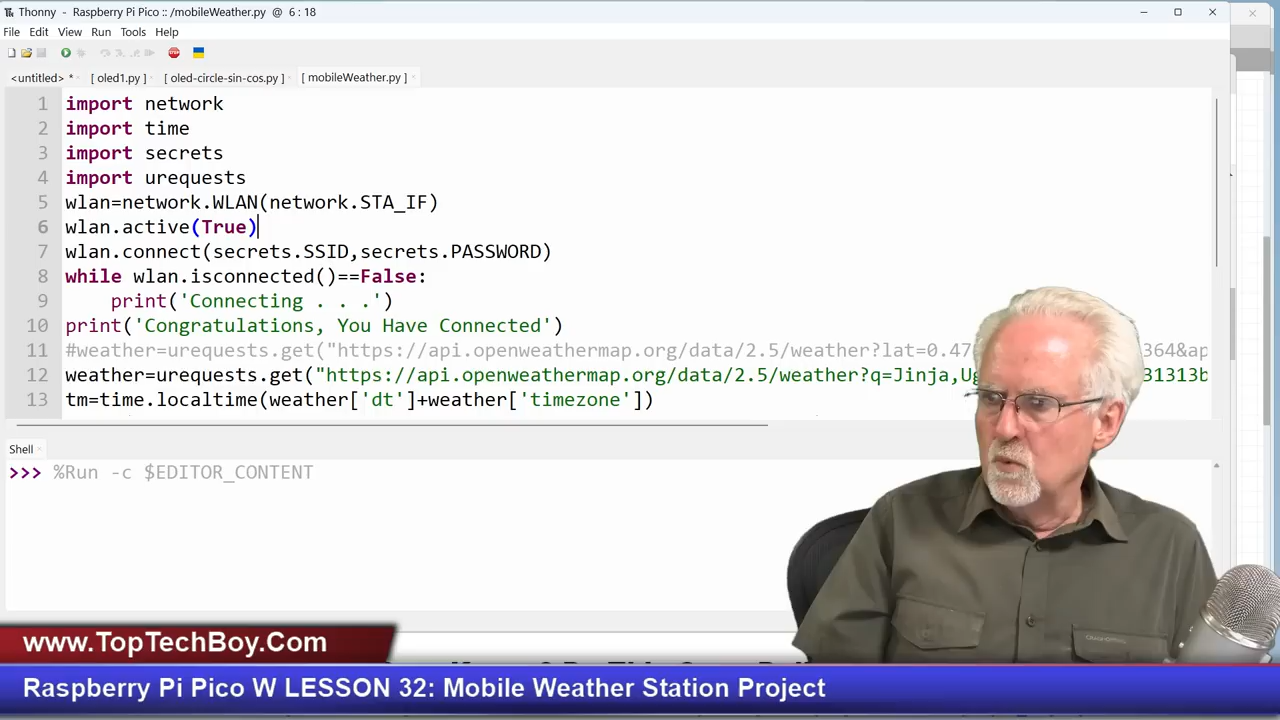 Thonny - Raspberry Pi Pico :: /mobileWeather.py @ 6 : 18
File Edit View Run Tools Help
<untitled> * [ oled1.py ] [ oled-circle-sin-cos.py ] [ mobileWeather.py ]
1 import network
2 import time
3 import secrets
4 import urequests
5 wlan=network.WLAN(network.STA_IF)
6 wlan.active(True)
7 wlan.connect(secrets.SSID,secrets.PASSWORD)
8 while wlan.isconnected()==False:
9 print('Connecting . . .')
10 print('Congratulations, You Have Connected')
11 #weather=urequests.get("https://api.openweathermap.org/data/2.5/weather?lat=0.47 364&ap
12 weather=urequests.get("https://api.openweathermap.org/data/2.5/weather?q=Jinja,Ug 31313b
13 tm=time.localtime(weather['dt']+weather['timezone'])
Shell
>>> %Run -c $EDITOR_CONTENT
www.TopTechBoy.Com
Raspberry Pi Pico W LESSON 32: Mobile Weather Station Project